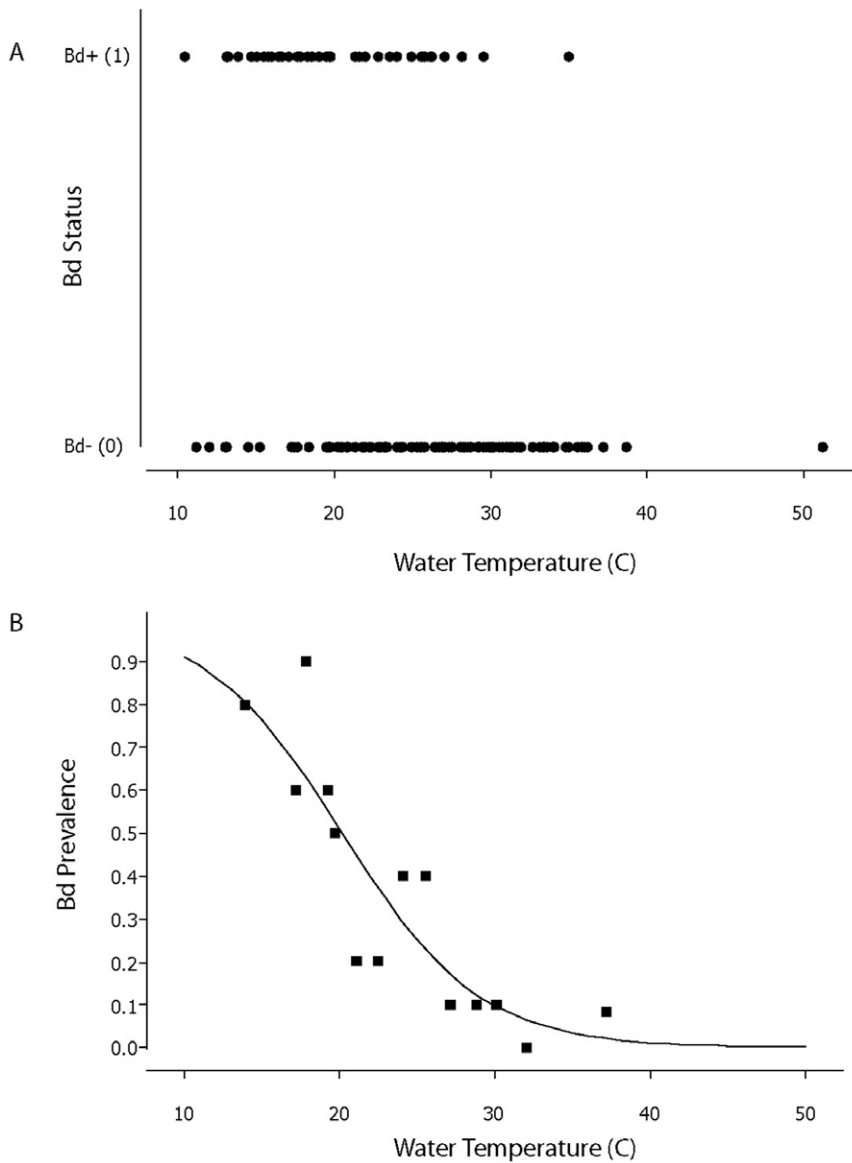 A
Bd+ (1)
Bd Status
Bd- (0)
10 20 30 40 50
Water Temperature (C)
B
0.9
0.8
0.7
0.6
0.5
0.4
0.3
0.2
0.1
0.0
Bd Prevalence
10 20 30 40 50
Water Temperature (C)